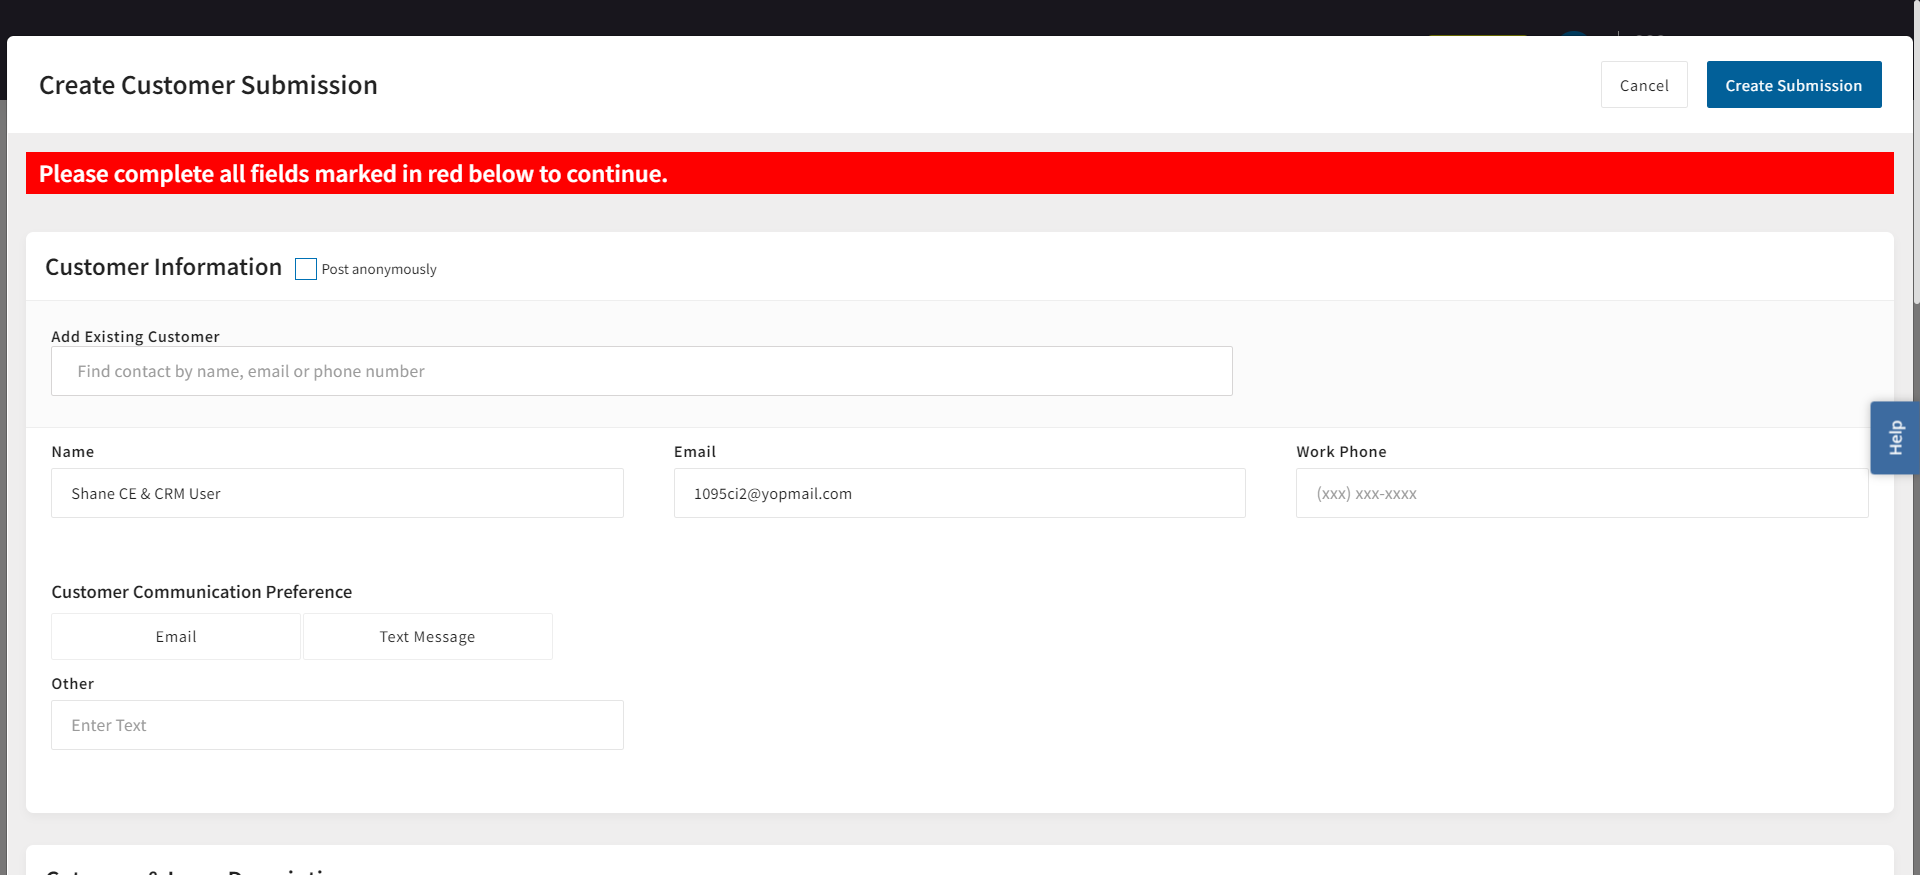 Create Customer Submission
Cancel
Create Submission
Please complete all fields marked in red below to continue.
Customer Information
Post anonymously
Add Existing Customer
Find contact by name, email or phone number
Help
Name
Email
Work Phone
Shane CE & CRM User
1095ci2@yopmail.com
(xxx) xxx-xxxx
Customer Communication Preference
Email
Text Message
Other
Enter Text